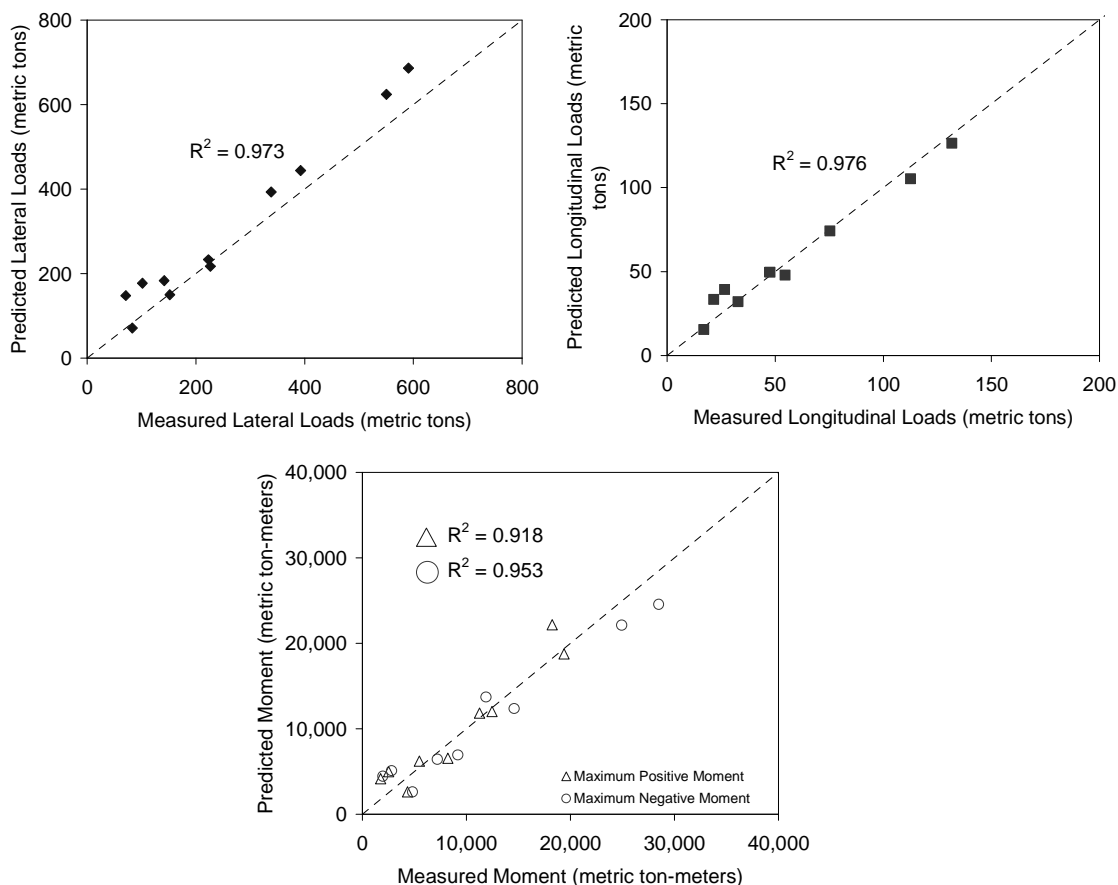 800
600
400
200
0
Predicted Lateral Loads (metric tons)
R² = 0.973
0 200 400 600 800
Measured Lateral Loads (metric tons)
200
150
100
50
0
Predicted Longitudinal Loads (metric
tons)
R² = 0.976
0 50 100 150 200
Measured Longitudinal Loads (metric tons)
40,000
30,000
20,000
10,000
0
Predicted Moment (metric ton-meters)
R² = 0.918
R² = 0.953
Maximum Positive Moment
Maximum Negative Moment
0 10,000 20,000 30,000 40,000
Measured Moment (metric ton-meters)